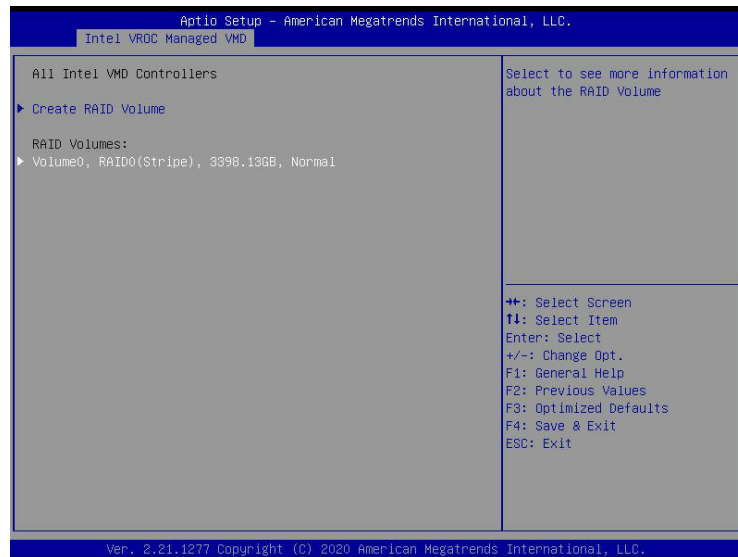 Aptio Setup – American Megatrends International, LLC.
Intel VROC Managed VMD
All Intel VMD Controllers
Create RAID Volume
RAID Volumes:
Volume0, RAID0(Stripe), 3398.13GB, Normal
Select to see more information
about the RAID Volume
→←: Select Screen
↑↓: Select Item
Enter: Select
+/-: Change Opt.
F1: General Help
F2: Previous Values
F3: Optimized Defaults
F4: Save & Exit
ESC: Exit
Ver. 2.21.1277 Copyright (C) 2020 American Megatrends International, LLC.